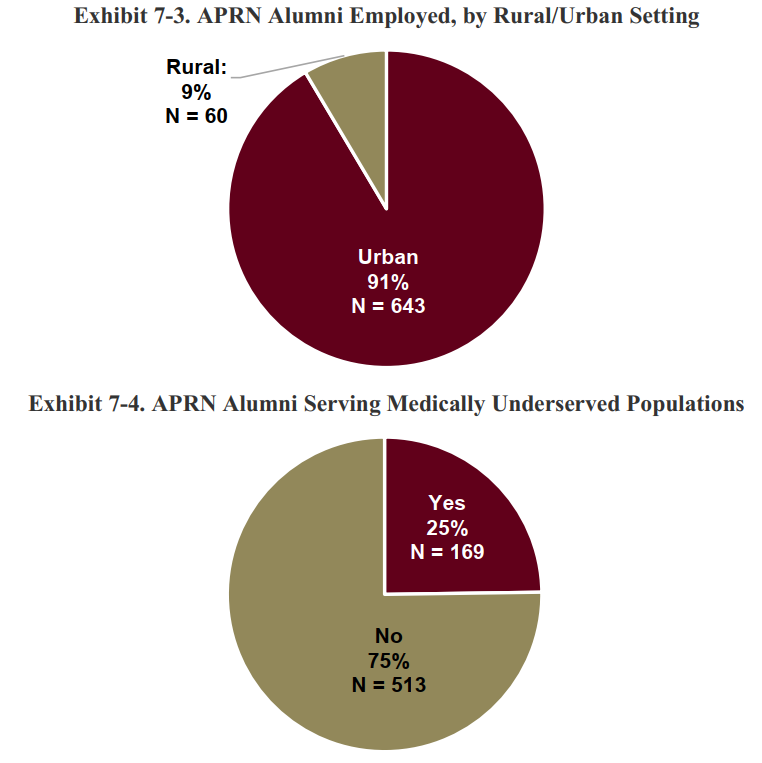 Exhibit 7-3. APRN Alumni Employed, by Rural/Urban Setting
Rural:
9%
N = 60
Urban
91%
N = 643
Exhibit 7-4. APRN Alumni Serving Medically Underserved Populations
Yes
25%
N = 169
No
75%
N = 513